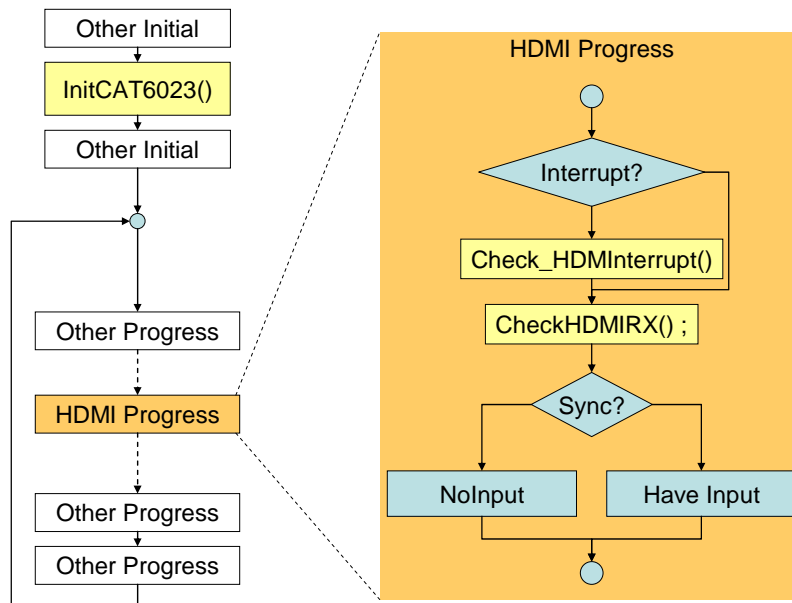 Other Initial
InitCAT6023()
Other Initial
Other Progress
HDMI Progress
Other Progress
Other Progress
HDMI Progress
Interrupt?
Check_HDMInterrupt()
CheckHDMIRX() ;
Sync?
NoInput
Have Input